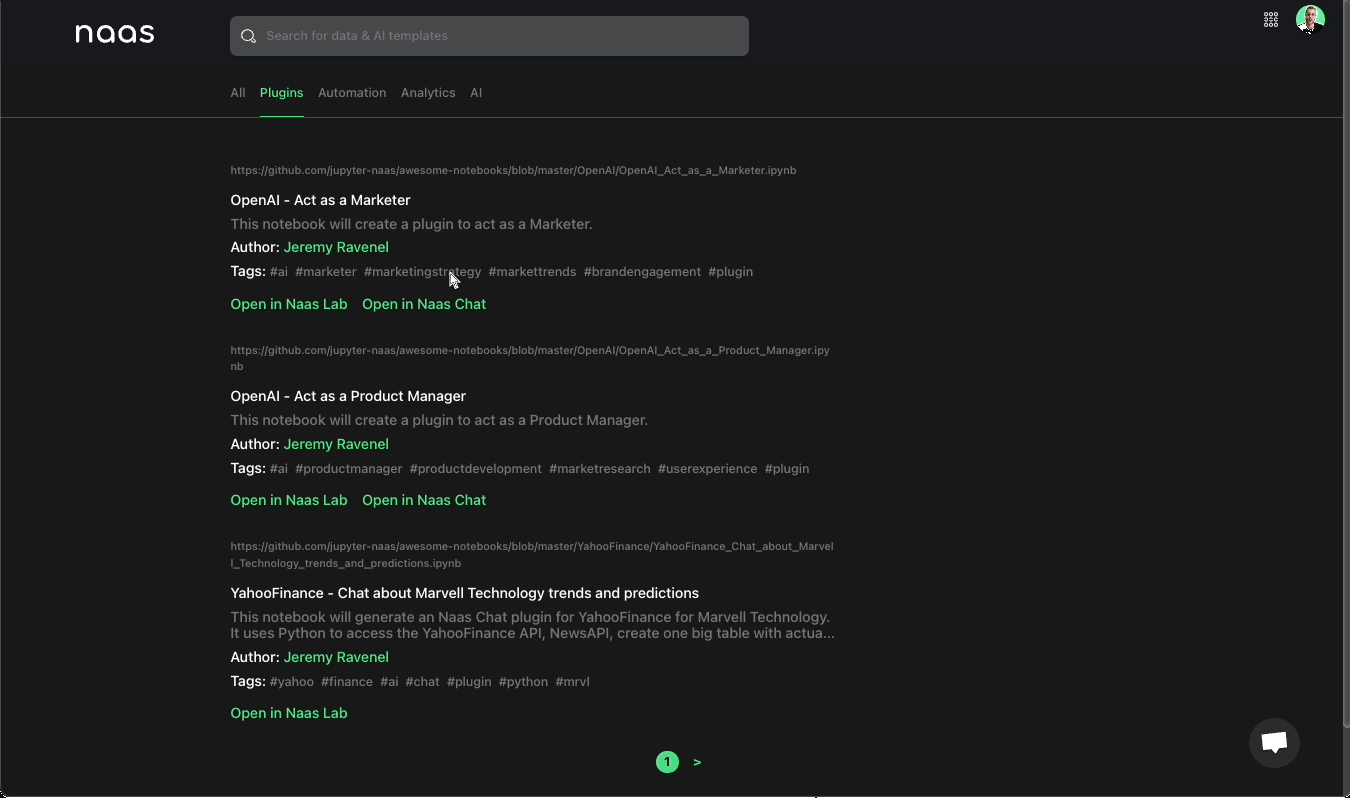 naas
Search for data & AI templates
All Plugins Automation Analytics AI
https://github.com/jupyter-naas/awesome-notebooks/blob/master/OpenAI/OpenAI_Act_as_a_Marketer.ipynb
OpenAI - Act as a Marketer
This notebook will create a plugin to act as a Marketer.
Author: Jeremy Ravenel
Tags: #ai #marketer #marketingstrategy #markettrends #brandengagement #plugin
Open in Naas Lab Open in Naas Chat
https://github.com/jupyter-naas/awesome-notebooks/blob/master/OpenAI/OpenAI_Act_as_a_Product_Manager.ipy
nb
OpenAI - Act as a Product Manager
This notebook will create a plugin to act as a Product Manager.
Author: Jeremy Ravenel
Tags: #ai #productmanager #productdevelopment #marketresearch #userexperience #plugin
Open in Naas Lab Open in Naas Chat
https://github.com/jupyter-naas/awesome-notebooks/blob/master/YahooFinance/YahooFinance_Chat_about_Marvel
l_Technology_trends_and_predictions.ipynb
YahooFinance - Chat about Marvell Technology trends and predictions
This notebook will generate an Naas Chat plugin for YahooFinance for Marvell Technology.
It uses Python to access the YahooFinance API, NewsAPI, create one big table with actua...
Author: Jeremy Ravenel
Tags: #yahoo #finance #ai #chat #plugin #python #mrvl
Open in Naas Lab
1 >